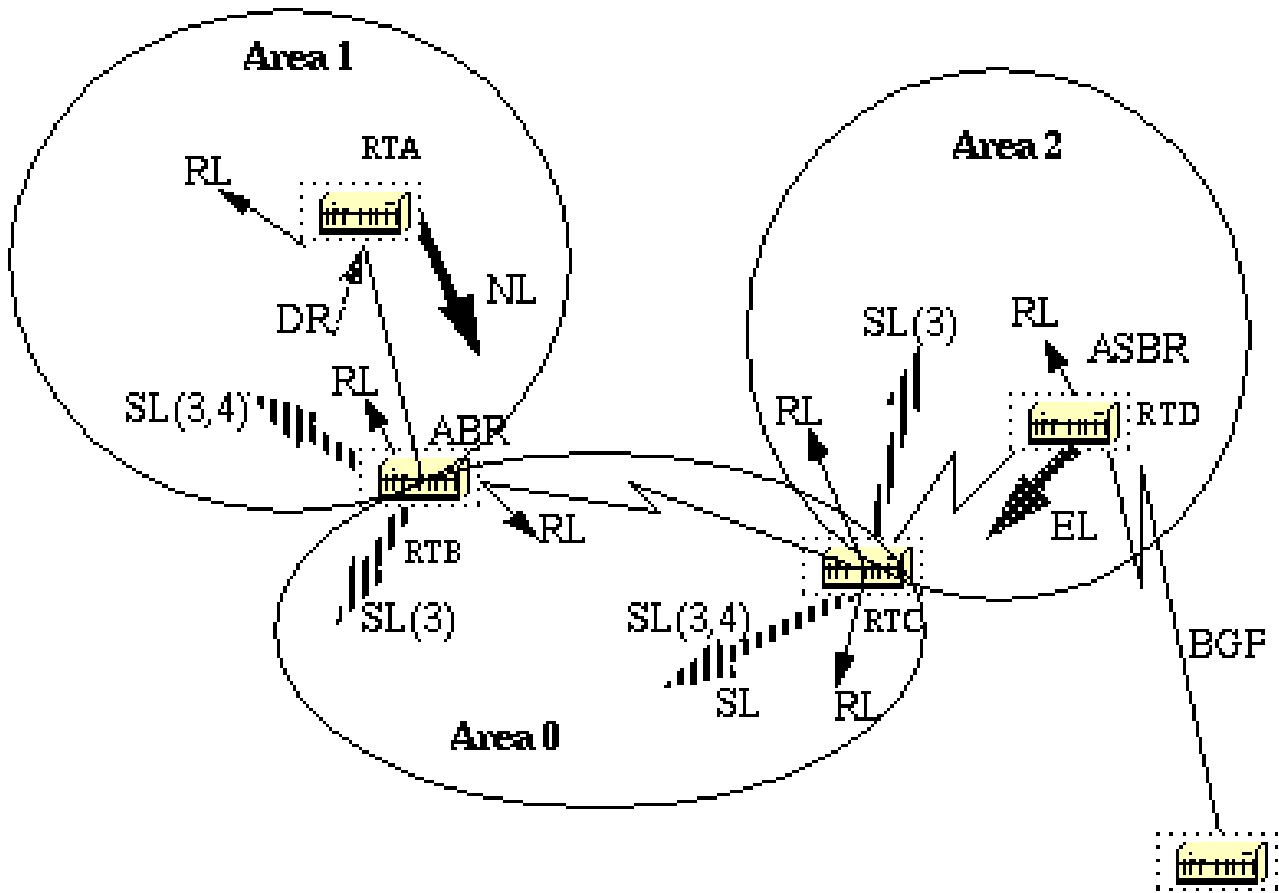 Area 1
RTA
RL
DR
NL
RL
SL(3,4)
ABR
RTB
RL
SL(3)
Area 0
SL(3,4)
SL
RTC
RL
RL
SL(3)
Area 2
RL
ASBR
RTD
EL
BGP